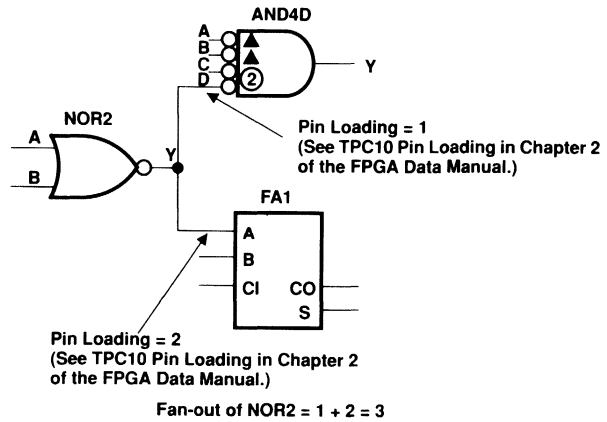 AND4D
A
B
C
D
2
Y
NOR2
A
B
Y
Pin Loading = 1
(See TPC10 Pin Loading in Chapter 2
of the FPGA Data Manual.)
FA1
A
B
CI CO
S
Pin Loading = 2
(See TPC10 Pin Loading in Chapter 2
of the FPGA Data Manual.)
Fan-out of NOR2 = 1 + 2 = 3